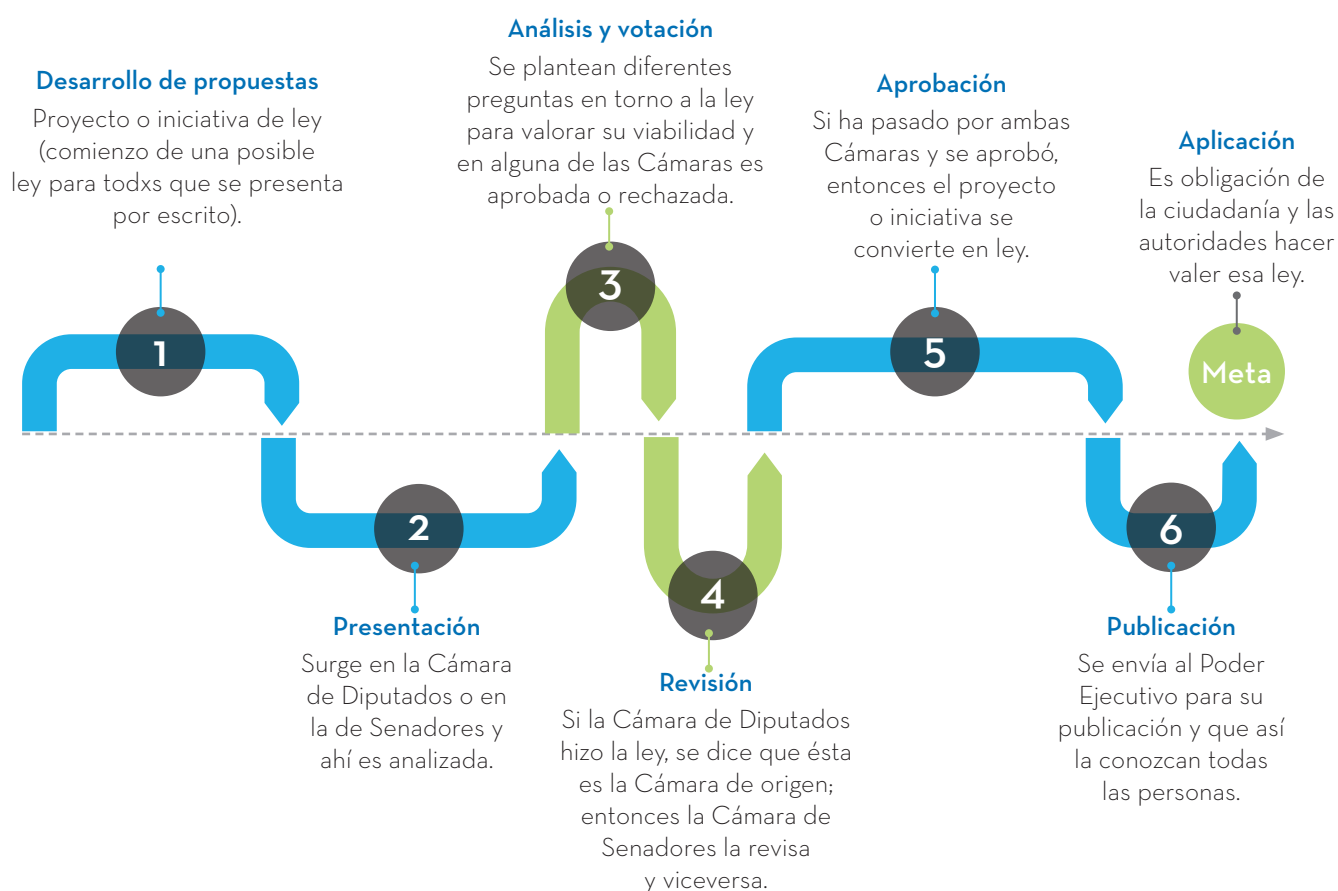 Desarrollo de propuestas
Proyecto o iniciativa de ley
(comienzo de una posible
ley para todxs que se presenta
por escrito).
1
2
Presentación
Surge en la Cámara
de Diputados o en
la de Senadores y
ahí es analizada.
Análisis y votación
Se plantean diferentes
preguntas en torno a la ley
para valorar su viabilidad y
en alguna de las Cámaras es
aprobada o rechazada.
3
4
Revisión
Si la Cámara de Diputados
hizo la ley, se dice que ésta
es la Cámara de origen;
entonces la Cámara de
Senadores la revisa
y viceversa.
Aprobación
Si ha pasado por ambas
Cámaras y se aprobó,
entonces el proyecto
o iniciativa se
convierte en ley.
5
6
Publicación
Se envía al Poder
Ejecutivo para su
publicación y que así
la conozcan todas
las personas.
Aplicación
Es obligación de
la ciudadanía y las
autoridades hacer
valer esa ley.
Meta